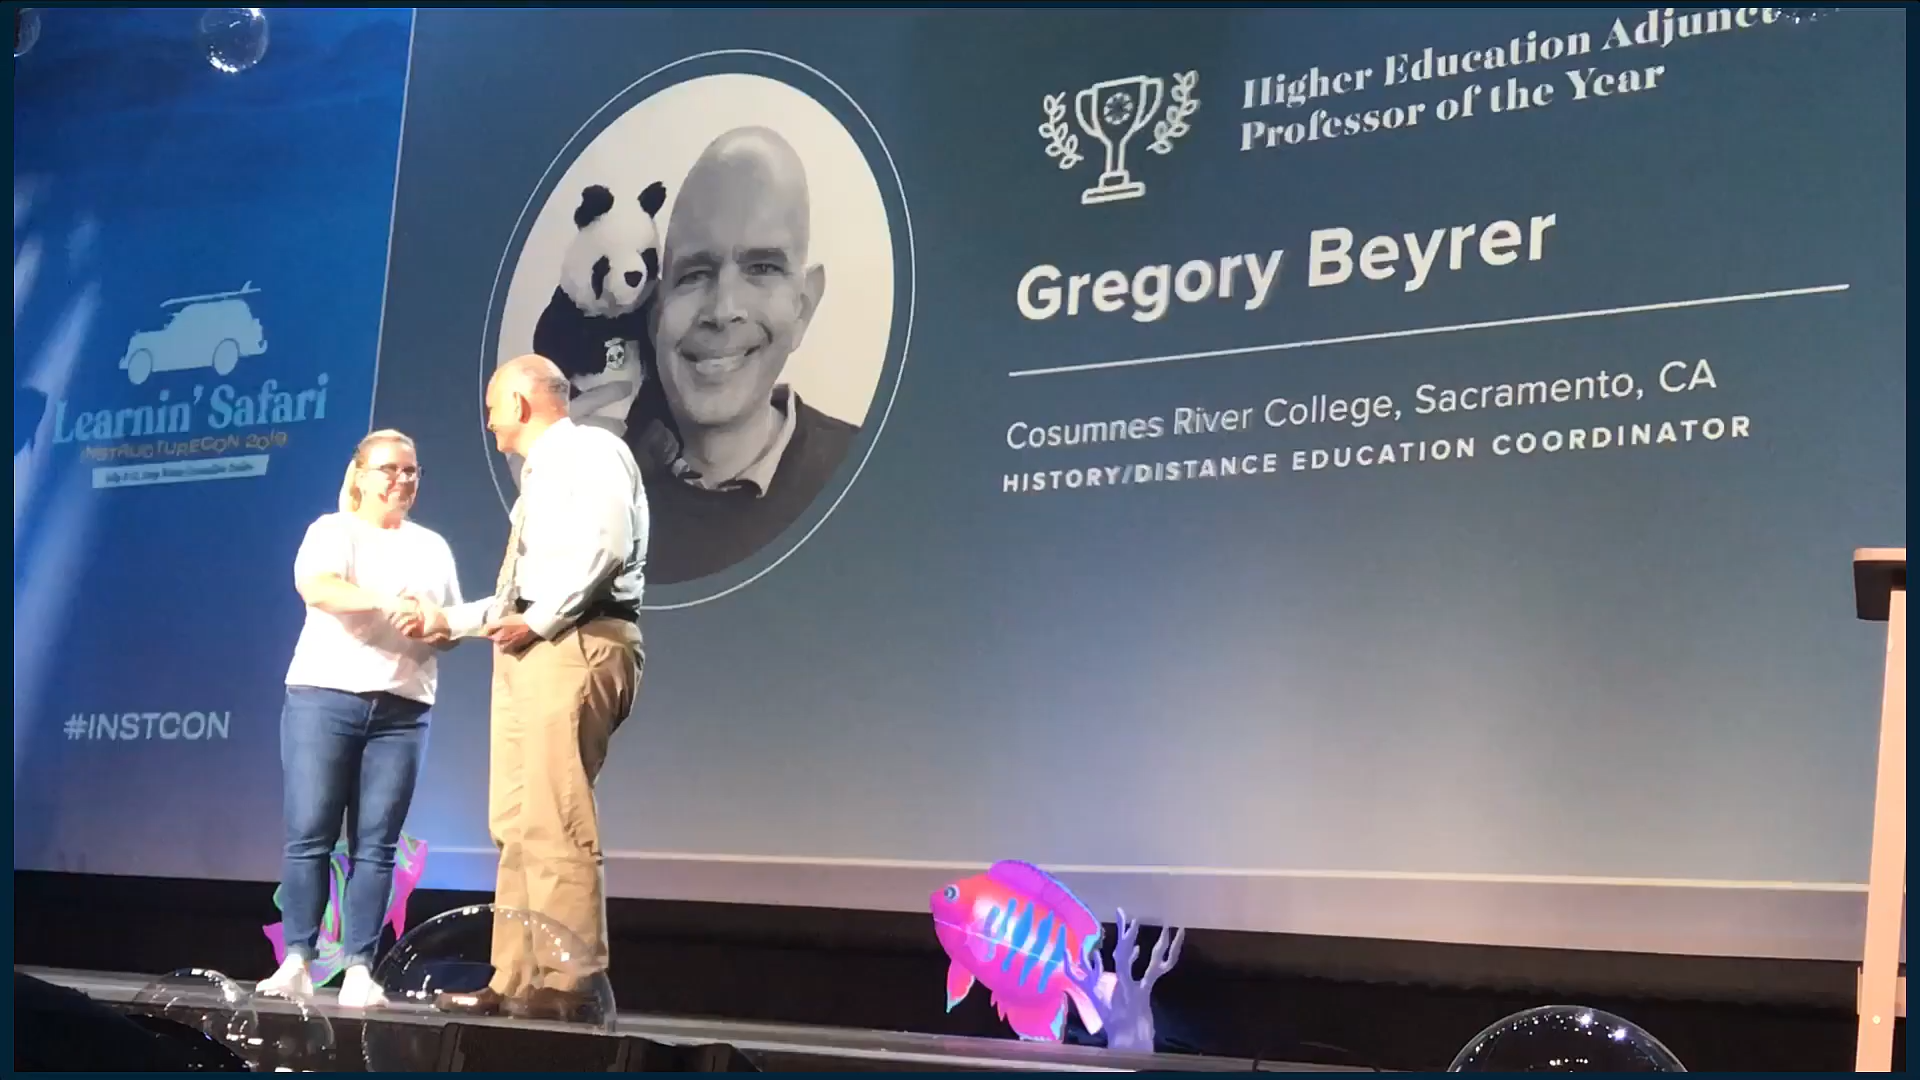 Higher Education Adjunct
Professor of the Year
Gregory Beyrer
Cosumnes River College, Sacramento, CA
HISTORY/DISTANCE EDUCATION COORDINATOR
Learnin' Safari
INSTRUCTURECON 2019
#INSTCON